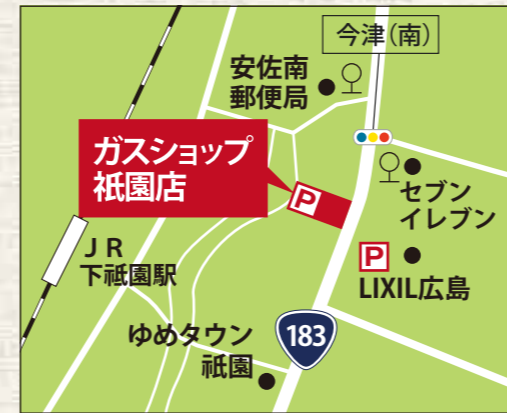 今津（南）
安佐南
郵便局
ガスショップ
祇園店
P
セブン
イレブン
P
LIXIL広島
ＪＲ
下祗園駅
183
ゆめタウン
祇園